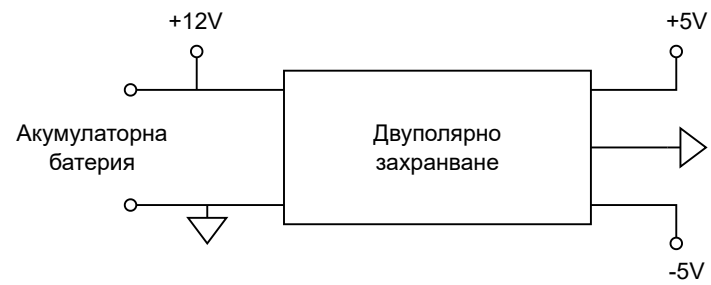 +12V
+5V
Акумулаторна
батерия
Двуполярно
захранване
-5V